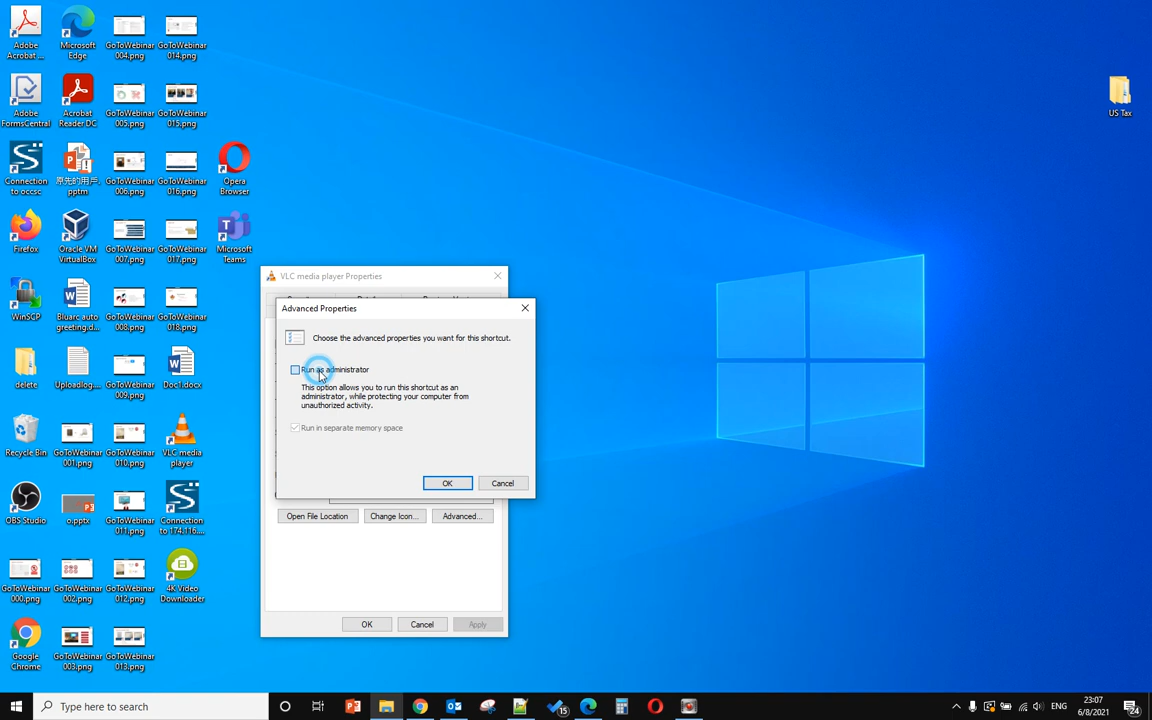 Adobe
Acrobat ...
Microsoft
Edge
GoToWebinar
004.png
GoToWebinar
014.png
Adobe
FormsCentral
Acrobat
Reader DC
GoToWebinar
005.png
GoToWebinar
015.png
US Tax
Connection
to occsc
原先的用戶.
pptm
GoToWebinar
006.png
GoToWebinar
016.png
Opera
Browser
Firefox
Oracle VM
VirtualBox
GoToWebinar
007.png
GoToWebinar
017.png
Microsoft
Teams
WinSCP
Bluarc auto
greeting.d...
GoToWebinar
008.png
GoToWebinar
018.png
delete
Uploadlog....
GoToWebinar
009.png
Doc1.docx
Recycle Bin
GoToWebinar
001.png
GoToWebinar
010.png
VLC media
player
OBS Studio
o.pptx
GoToWebinar
011.png
Connection
to 174.116....
GoToWebinar
000.png
GoToWebinar
002.png
GoToWebinar
012.png
4K Video
Downloader
Google
Chrome
GoToWebinar
003.png
GoToWebinar
013.png
VLC media player Properties
Advanced Properties
Choose the advanced properties you want for this shortcut.
Run as administrator
This option allows you to run this shortcut as an
administrator, while protecting your computer from
unauthorized activity.
Run in separate memory space
OK Cancel
Open File Location Change Icon... Advanced...
OK Cancel Apply
Type here to search
15
ENG
23:07
6/8/2021
24